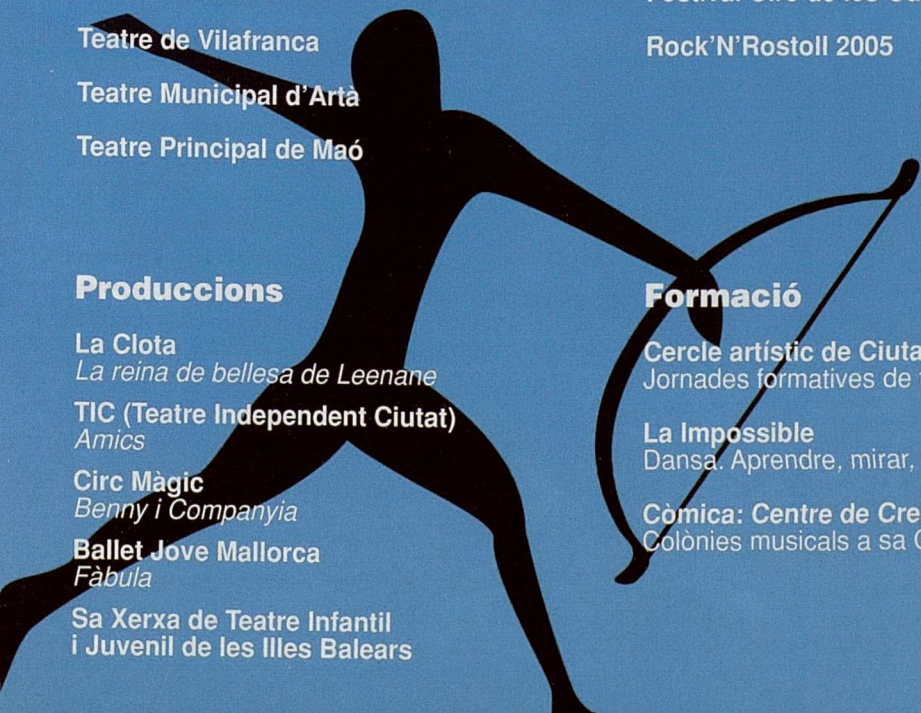 Teatre de Vilafranca
Teatre Municipal d'Artà
Teatre Principal de Maó
Produccions
La Clota
La reina de bellesa de Leenane
TIC (Teatre Independent Ciutat)
Amics
Circ Màgic
Benny i Companyia
Ballet Jove Mallorca
Fàbula
Sa Xerxa de Teatre Infantil
i Juvenil de les Illes Balears
Rock'N'Rostoll 2005
Formació
Cercle artístic de
Jornades formatives de
La Impossible
Dansa. Aprendre, mirar,
Còmica: Centre de
Colònies musicals a sa